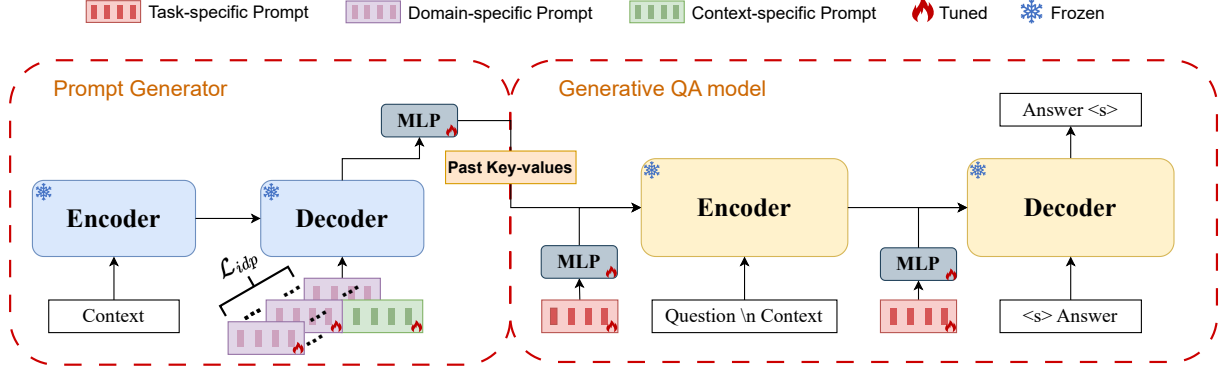 Task-specific Prompt Domain-specific Prompt Context-specific Prompt Tuned Frozen
Prompt Generator
Generative QA model
MLP
Answer <s>
Past Key-values
Encoder
Decoder
Encoder
Decoder
MLP
MLP
ℒidp
Context
Question \n Context
<s> Answer